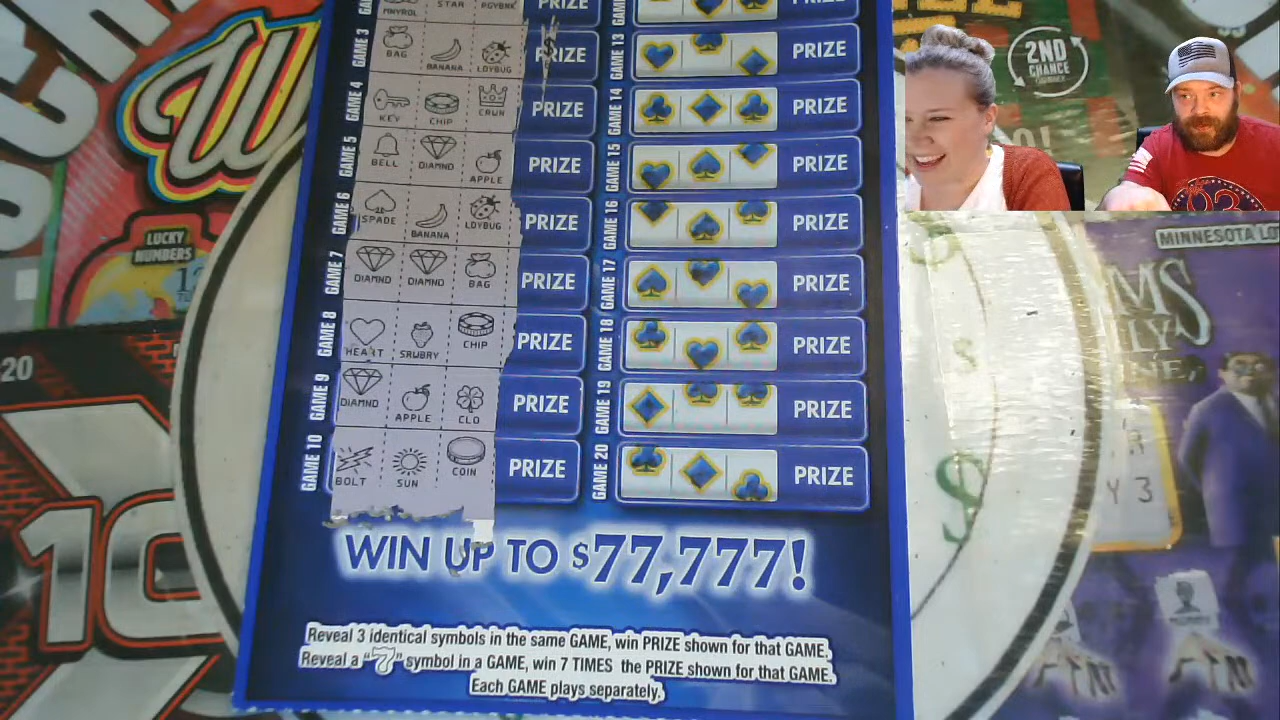 MNYROL STAR PGYBNK PRIZE
GAME 3 BAG BANANA LDYBUG PRIZE
GAME 4 KEY CHIP CRWN PRIZE
GAME 5 BELL DIAMND APPLE PRIZE
GAME 6 SPADE BANANA LDYBUG PRIZE
GAME 7 DIAMND DIAMND BAG PRIZE
GAME 8 HEART SRWBRY CHIP PRIZE
GAME 9 DIAMND APPLE CLO PRIZE
GAME 10 BOLT SUN COIN PRIZE
PRIZE
GAME 13 PRIZE
GAME 14 PRIZE
GAME 15 PRIZE
GAME 16 PRIZE
GAME 17 PRIZE
GAME 18 PRIZE
GAME 19 PRIZE
GAME 20 PRIZE
WIN UP TO $77,777!
Reveal 3 identical symbols in the same GAME, win PRIZE shown for that GAME.
Reveal a "7" symbol in a GAME, win 7 TIMES the PRIZE shown for that GAME.
Each GAME plays separately.
LUCKY
NUMBERS
20
10
2ND
CHANCE
MINNESOTA LO
Y 3